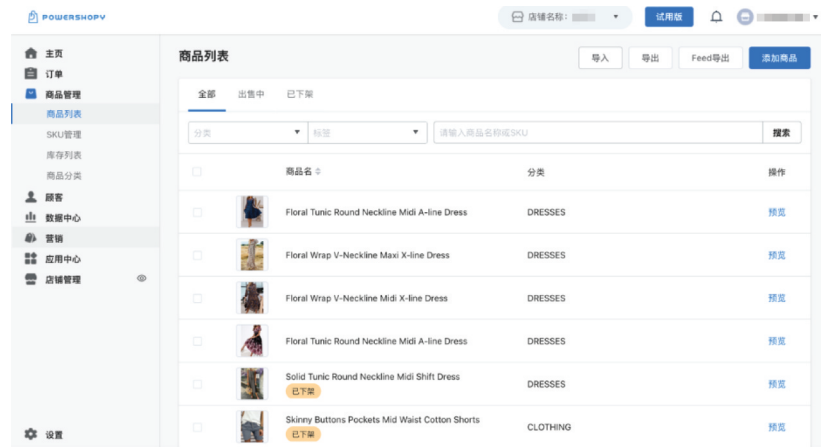 POWERSHOPY
店铺名称：
试用版
主页
订单
商品管理
商品列表
SKU管理
库存列表
商品分类
顾客
数据中心
营销
应用中心
店铺管理
设置
商品列表
导入
导出
Feed导出
添加商品
全部
出售中
已下架
分类
标签
请输入商品名称或SKU
搜索
商品名
分类
操作
Floral Tunic Round Neckline Midi A-line Dress
DRESSES
预览
Floral Wrap V-Neckline Maxi X-line Dress
DRESSES
预览
Floral Wrap V-Neckline Midi X-line Dress
DRESSES
预览
Floral Tunic Round Neckline Midi A-line Dress
DRESSES
预览
Solid Tunic Round Neckline Midi Shift Dress
已下架
DRESSES
预览
Skinny Buttons Pockets Mid Waist Cotton Shorts
已下架
CLOTHING
预览